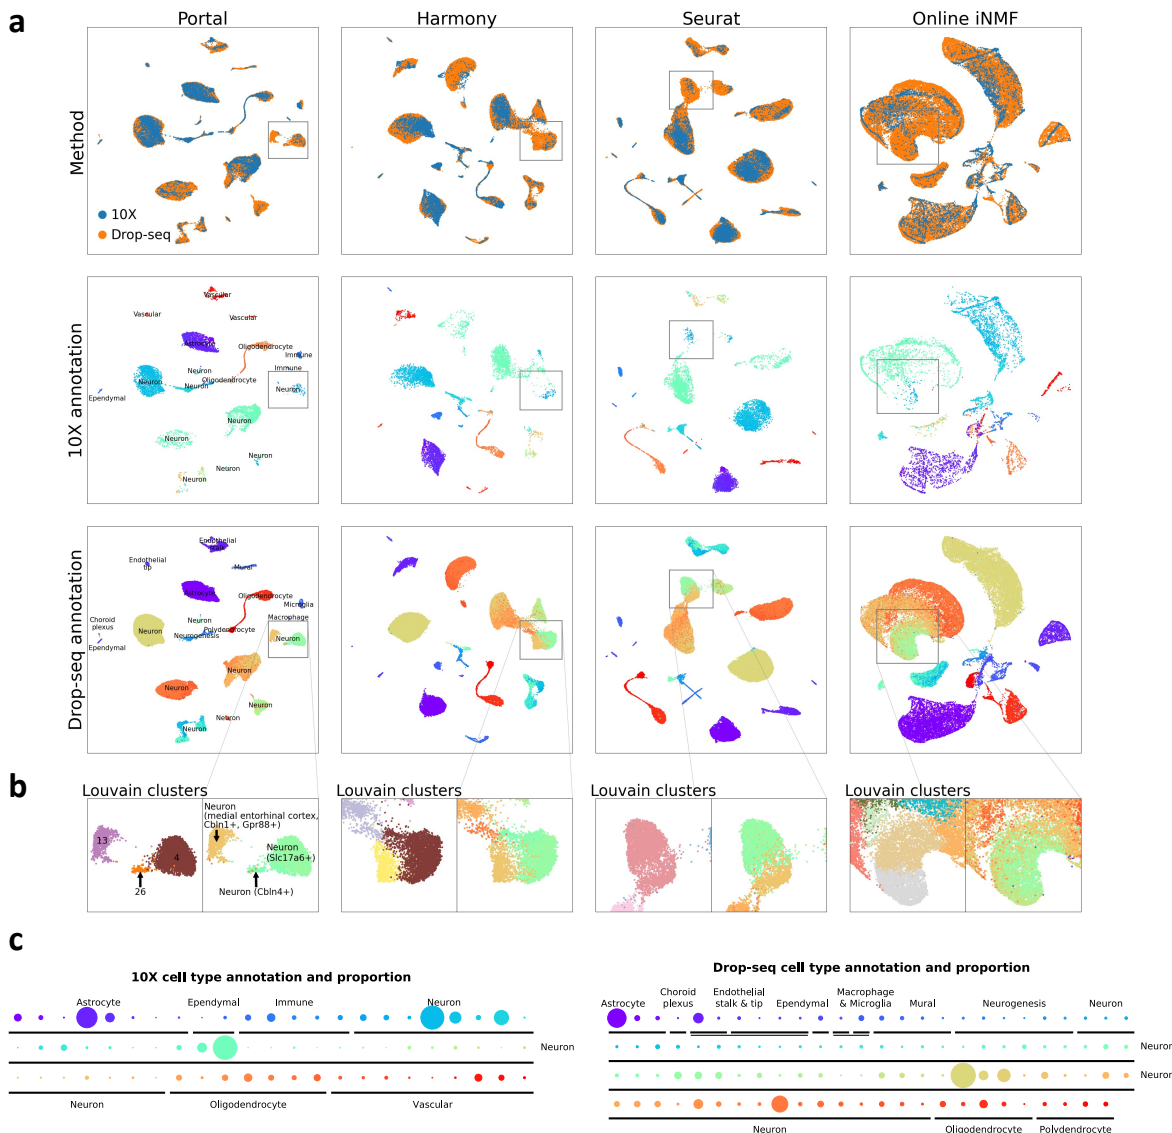 a
Portal
Harmony
Seurat
Online iNMF
Method
10X
Drop-seq
10X annotation
Vascular
Vascular
Vascular
Astrocyte
Oligodendrocyte
Immune
Neuron
Immune
Neuron
Neuron
Oligodendrocyte
Neuron
Ependymal
Neuron
Neuron
Neuron
Neuron
Neuron
Drop-seq annotation
Endothelial
stalk
Endothelial
tip
Mural
Astrocyte
Oligodendrocyte
Microglia
Choroid
plexus
Neuron
Macrophage
Neuron
Neurogenesis
Polydendrocyte
Neuron
Ependymal
Neuron
Neuron
Neuron
Neuron
Neuron
b
Louvain clusters
Louvain clusters
Louvain clusters
Louvain clusters
Neuron
(medial entorhinal cortex,
Cbln1+, Gpr88+)
13
4
Neuron
(Slc17a6+)
26
Neuron (Cbln4+)
c
10X cell type annotation and proportion
Astrocyte
Ependymal
Immune
Neuron
Neuron
Neuron
Oligodendrocyte
Vascular
Drop-seq cell type annotation and proportion
Astrocyte
Choroid
plexus
Endothelial
stalk & tip
Ependymal
Macrophage
& Microglia
Mural
Neurogenesis
Neuron
Neuron
Neuron
Neuron
Oligodendrocyte
Polydendrocyte